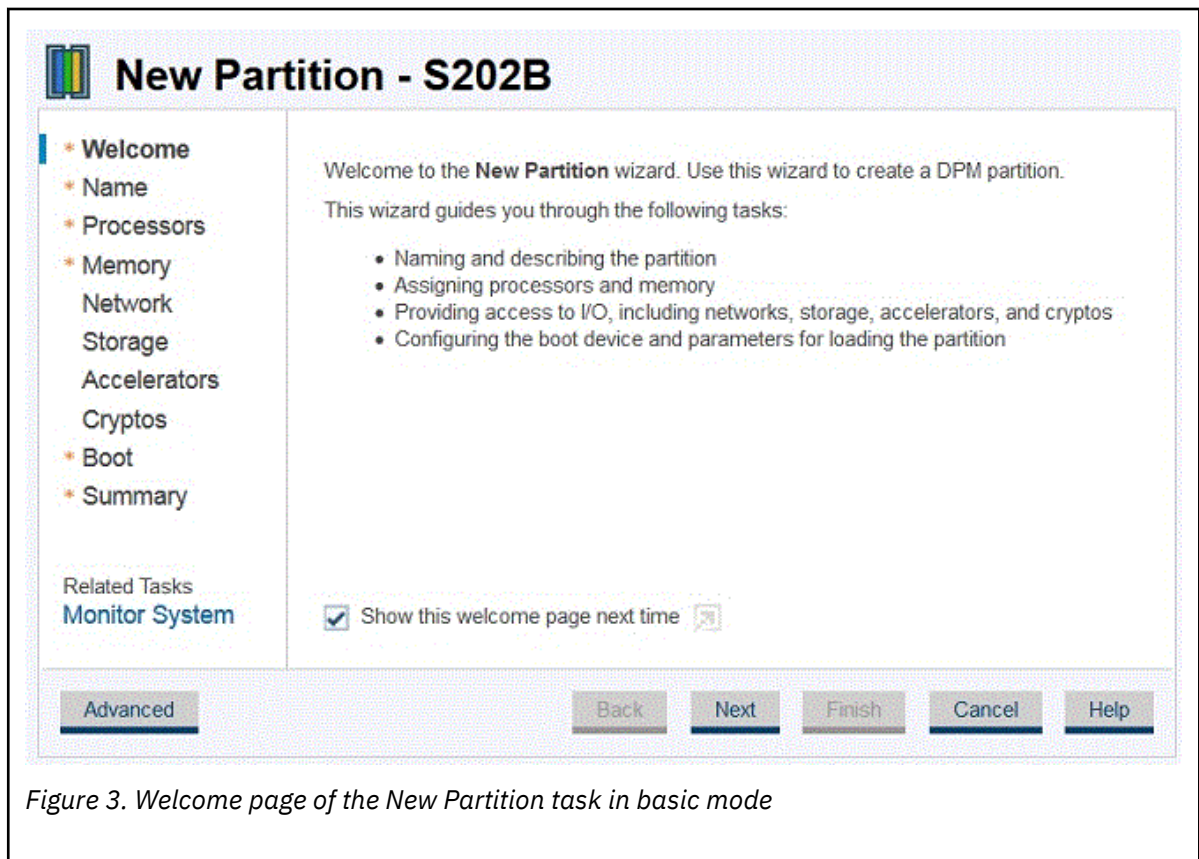 New Partition - S202B
* Welcome
* Name
* Processors
* Memory
Network
Storage
Accelerators
Cryptos
* Boot
* Summary
Related Tasks
Monitor System
Welcome to the New Partition wizard. Use this wizard to create a DPM partition.
This wizard guides you through the following tasks:
• Naming and describing the partition
• Assigning processors and memory
• Providing access to I/O, including networks, storage, accelerators, and cryptos
• Configuring the boot device and parameters for loading the partition
Show this welcome page next time
Advanced
Back
Next
Finish
Cancel
Help
Figure 3. Welcome page of the New Partition task in basic mode